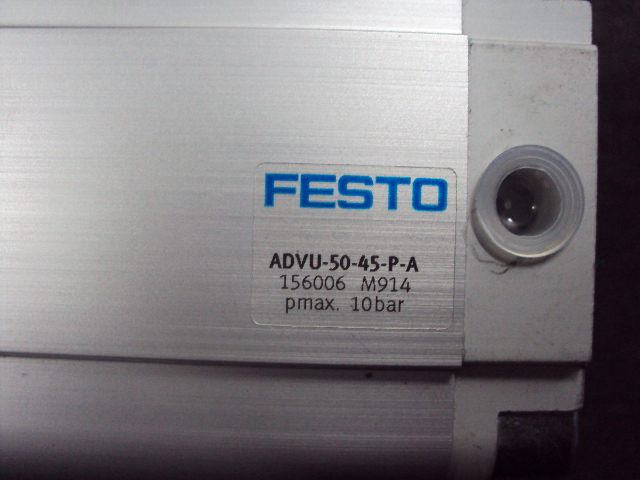 FESTO
ADVU-50-45-P-A
156006 M914
pmax. 10bar